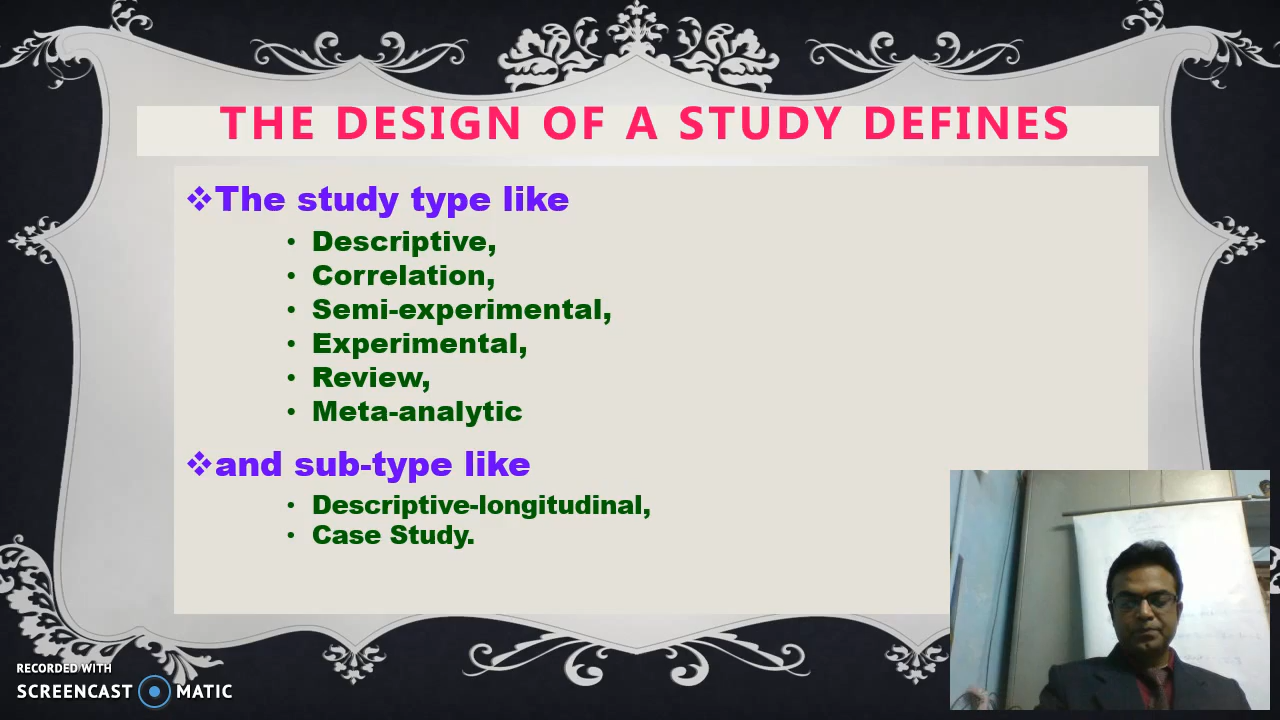 THE DESIGN OF A STUDY DEFINES
❖The study type like
• Descriptive,
• Correlation,
• Semi-experimental,
• Experimental,
• Review,
• Meta-analytic
❖and sub-type like
• Descriptive-longitudinal,
• Case Study.
RECORDED WITH
SCREENCAST MATIC